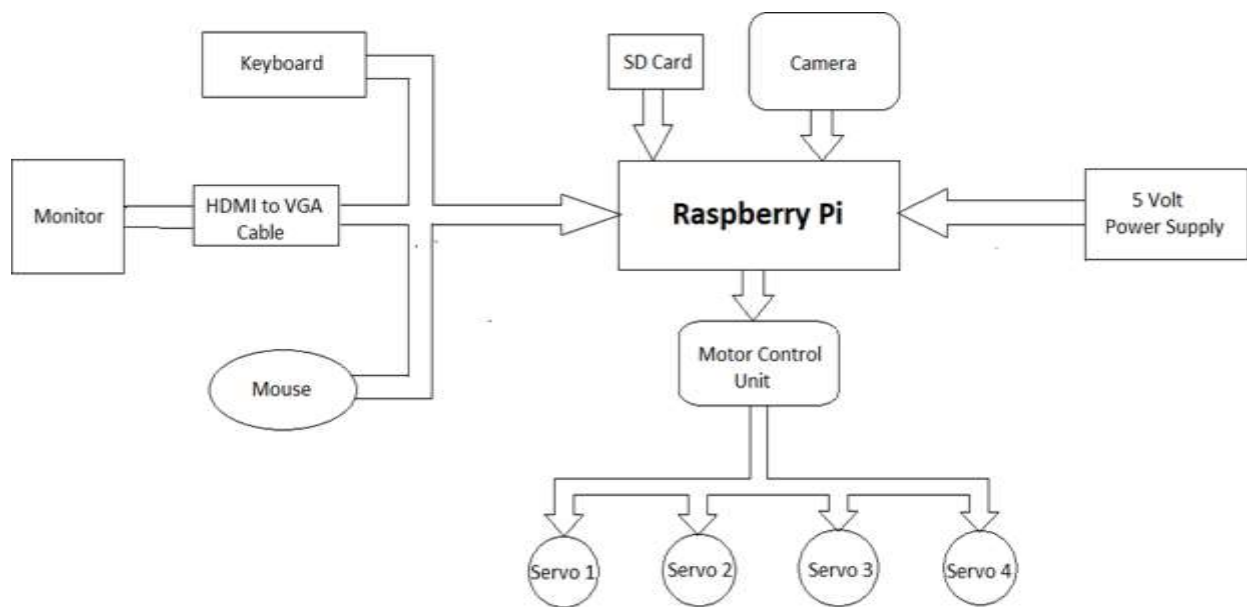 Keyboard
SD Card
Camera
Monitor
HDMI to VGA
Cable
Raspberry Pi
5 Volt
Power Supply
Motor Control
Unit
Mouse
Servo 1
Servo 2
Servo 3
Servo 4